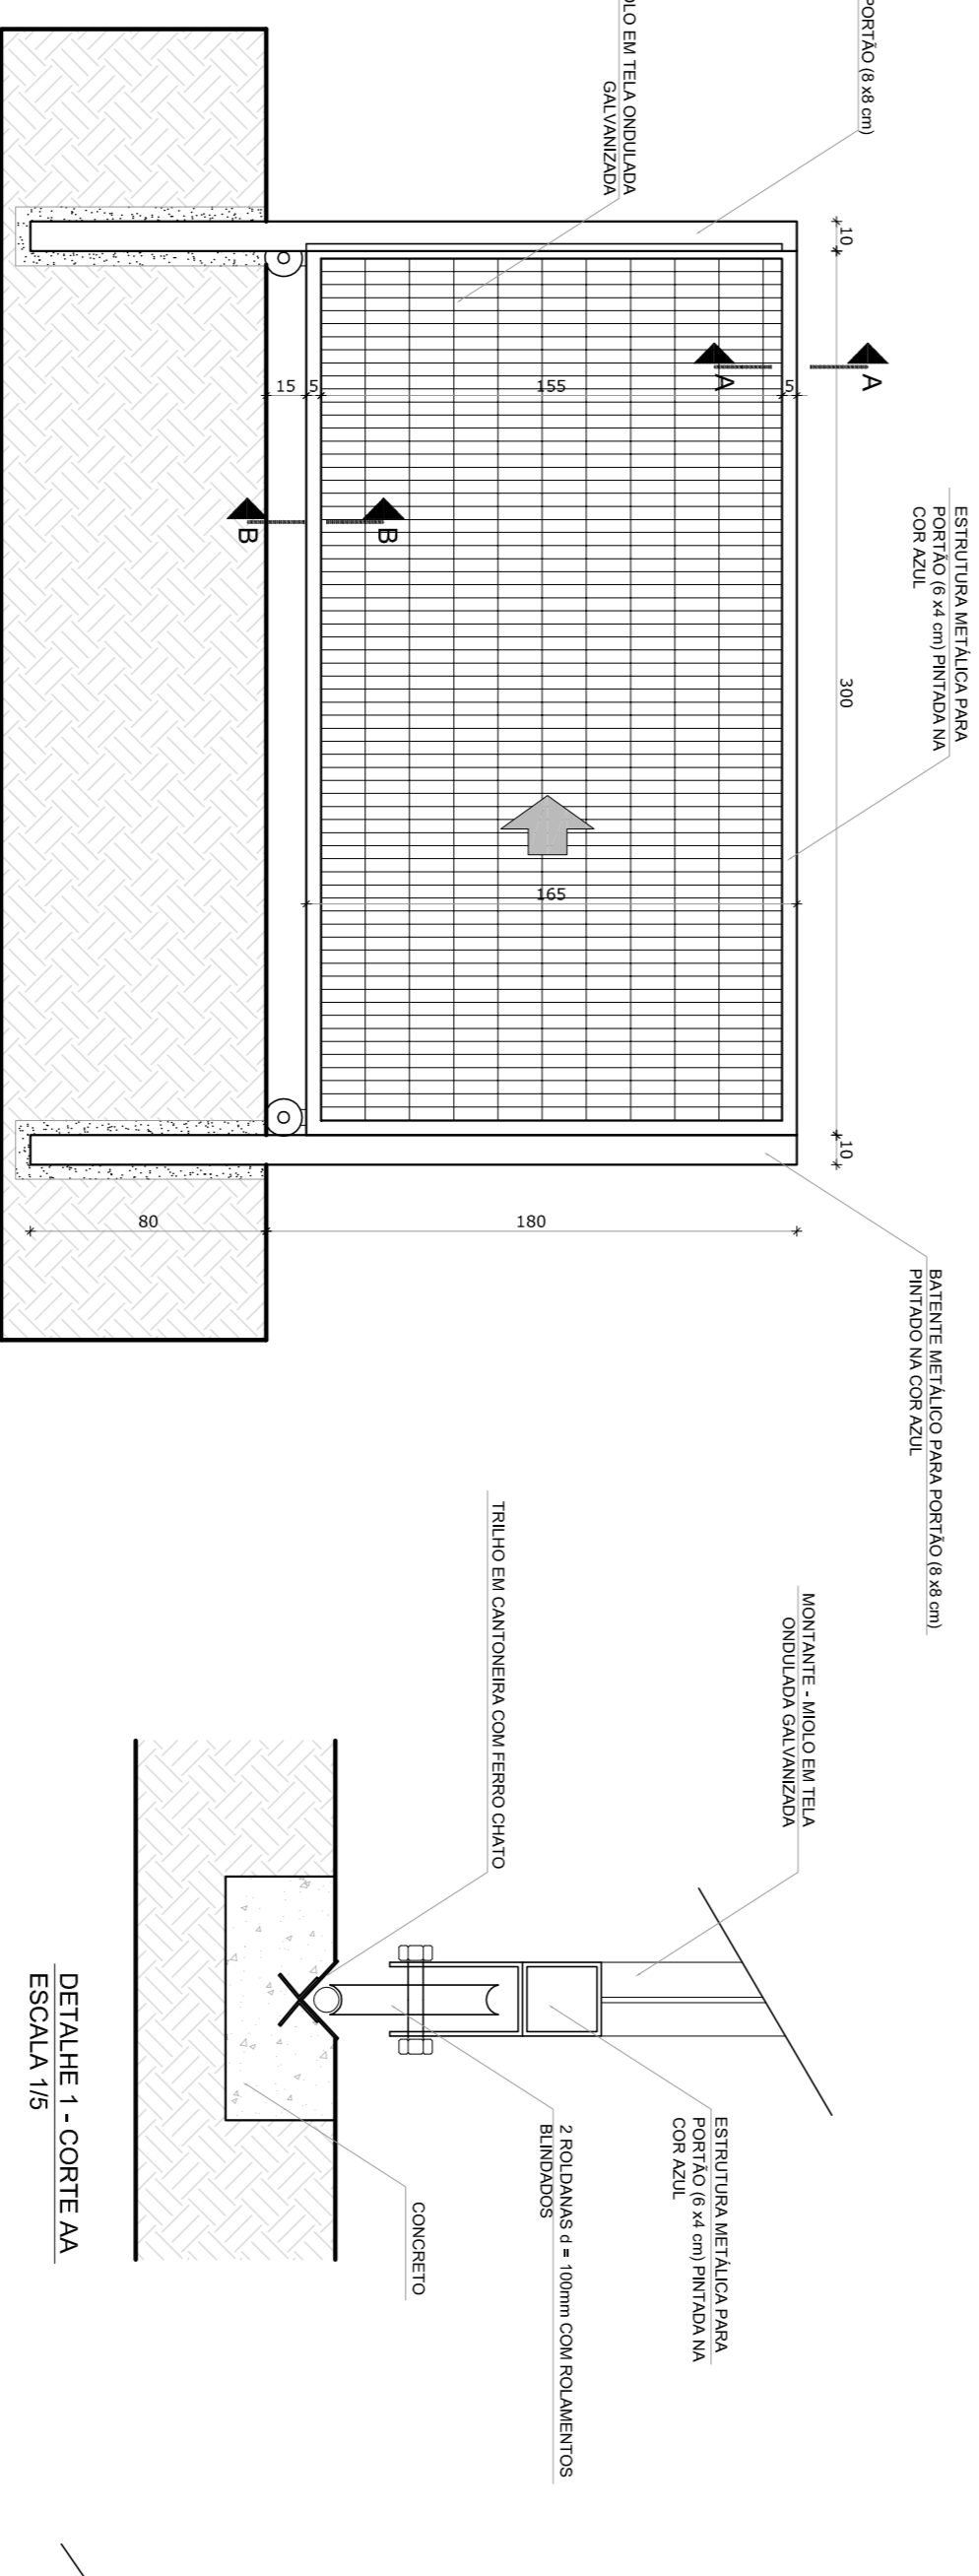 PORTÃO (8 x8 cm)
OLO EM TELA ONDULADA
GALVANIZADA
10
300
10
A
A
15
5
155
5
B
B
165
80
180
ESTRUTURA METÁLICA PARA
PORTÃO (6 x4 cm) PINTADA NA
COR AZUL
BATENTE METÁLICO PARA PORTÃO (8 x8 cm)
PINTADO NA COR AZUL
MONTANTE - MIOLO EM TELA
ONDULADA GALVANIZADA
TRILHO EM CANTONEIRA COM FERRO CHATO
ESTRUTURA METÁLICA PARA
PORTÃO (6 x4 cm) PINTADA NA
COR AZUL
2 ROLDANAS d = 100mm COM ROLAMENTOS
BLINDADOS
CONCRETO
DETALHE 1 - CORTE AA
ESCALA 1/5